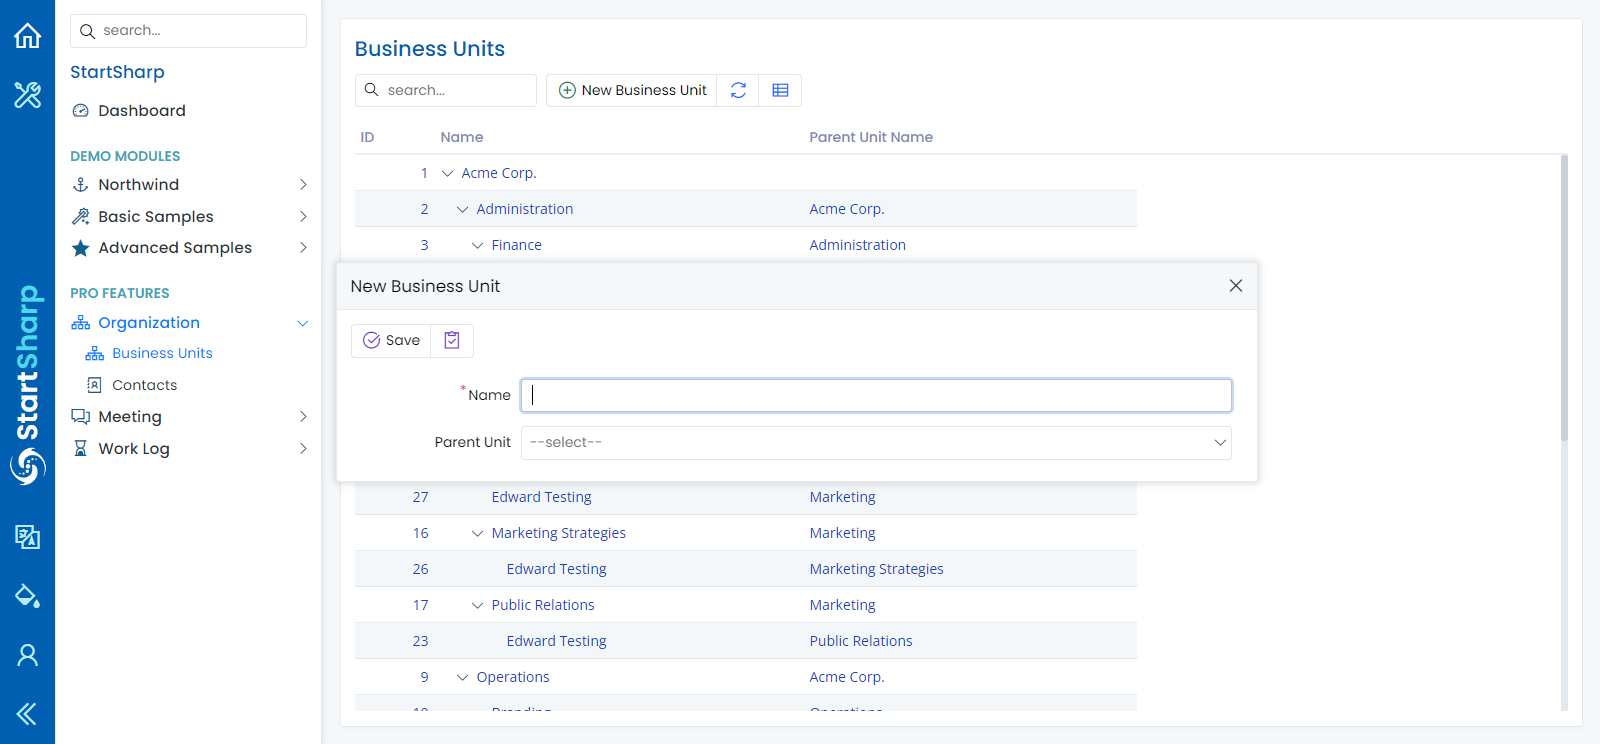 search...
StartSharp
Dashboard
DEMO MODULES
Northwind
Basic Samples
Advanced Samples
PRO FEATURES
Organization
Business Units
Contacts
Meeting
Work Log
StartSharp
Business Units
search...
New Business Unit
ID Name Parent Unit Name
1 Acme Corp.
2 Administration Acme Corp.
3 Finance Administration
New Business Unit
Save
*Name
Parent Unit --select--
27 Edward Testing Marketing
16 Marketing Strategies Marketing
26 Edward Testing Marketing Strategies
17 Public Relations Marketing
23 Edward Testing Public Relations
9 Operations Acme Corp.
10 Branding Operations